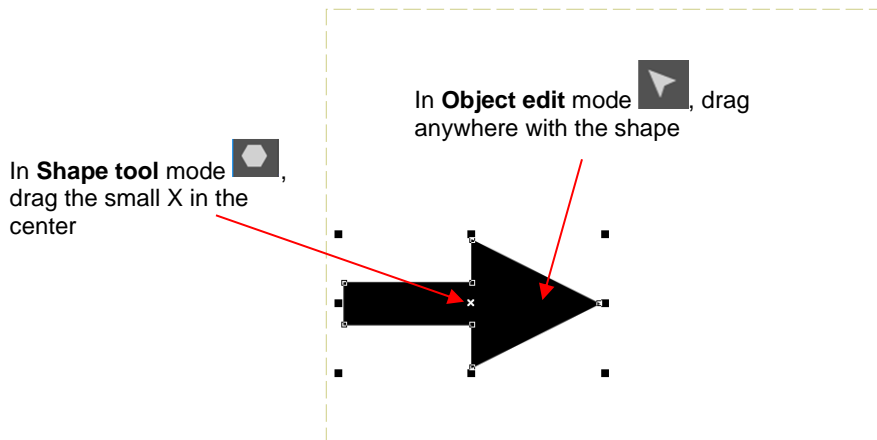 In Object edit mode , drag
anywhere with the shape
In Shape tool mode ,
drag the small X in the
center